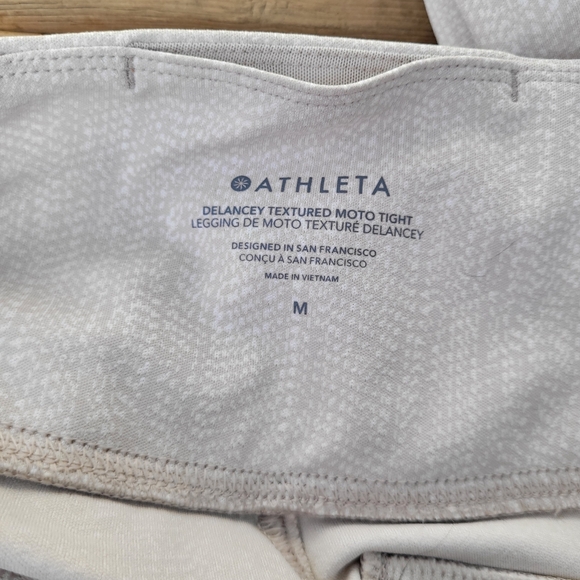 ATHLETA
DELANCEY TEXTURED MOTO TIGHT
LEGGING DE MOTO TEXTURÉ DELANCEY
DESIGNED IN SAN FRANCISCO
CONÇU À SAN FRANCISCO
MADE IN VIETNAM
M